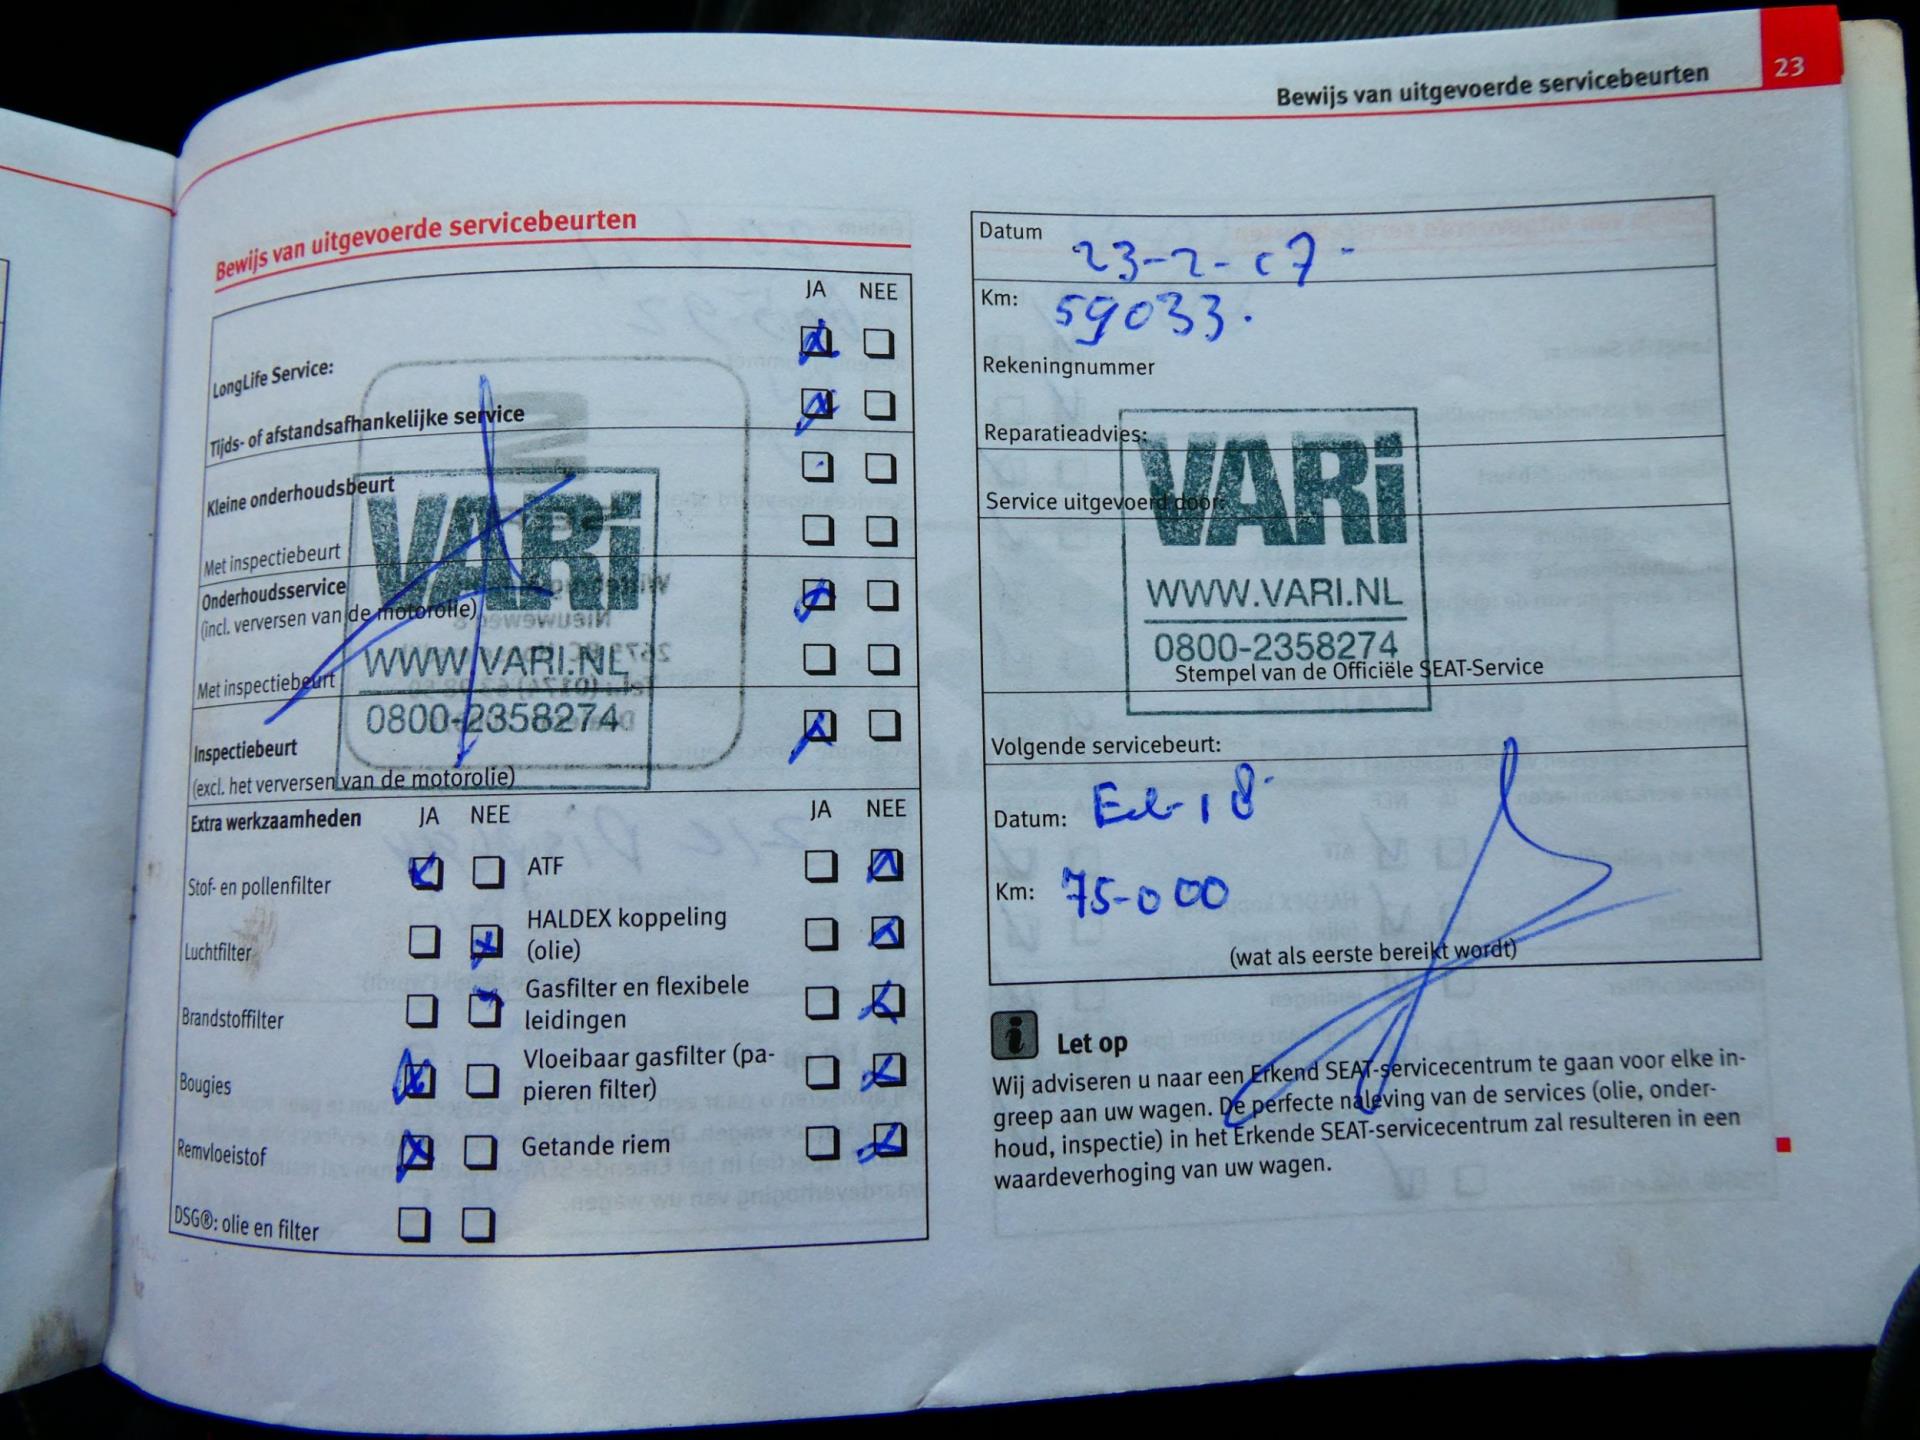 Bewijs van uitgevoerde servicebeurten 23
Bewijs van uitgevoerde servicebeurten
JA NEE
LongLife Service:
Tijds- of afstandsafhankelijke service
Kleine onderhoudsbeurt
Met inspectiebeurt
Onderhoudsservice
(incl. verversen van de motorolie)
Met inspectiebeurt
Inspectiebeurt
(excl. het verversen van de motorolie)
VARi
WWW.VARI.NL
0800-2358274
Extra werkzaamheden JA NEE JA NEE
Stof- en pollenfilter
Luchtfilter
Brandstoffilter
Bougies
Remvloeistof
DSG®: olie en filter
ATF
HALDEX koppeling
(olie)
Gasfilter en flexibele
leidingen
Vloeibaar gasfilter (pa-
pieren filter)
Getande riem
Datum 23-2-17
Km: 59033.
Rekeningnummer
Reparatieadvies:
Service uitgevoerd door:
VARi
WWW.VARI.NL
0800-2358274
Stempel van de Officiële SEAT-Service
Volgende servicebeurt:
Datum: 18
Km: 75-000
(wat als eerste bereikt wordt)
i Let op
Wij adviseren u naar een Erkend SEAT-servicecentrum te gaan voor elke in-
greep aan uw wagen. De perfecte naleving van de services (olie, onder-
houd, inspectie) in het Erkende SEAT-servicecentrum zal resulteren in een
waardeverhoging van uw wagen.